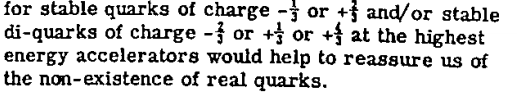 for stable quarks of charge -⅓ or +⅔ and/or stable
di-quarks of charge -⅔ or +⅓ or +4/3 at the highest
energy accelerators would help to reassure us of
the non-existence of real quarks.